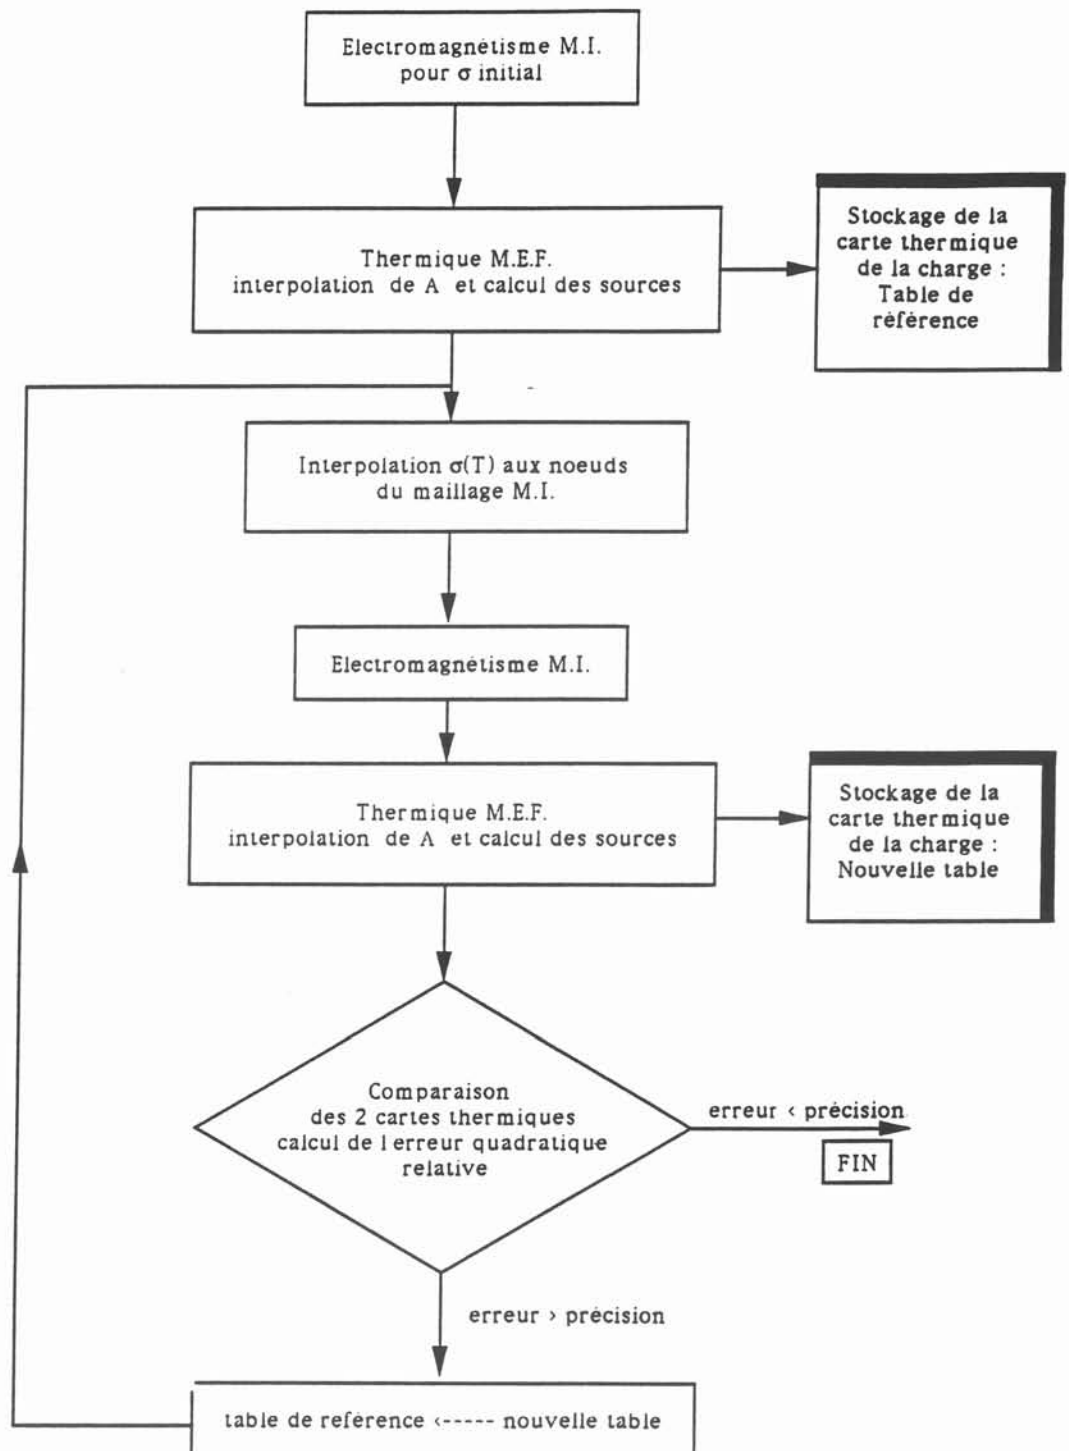 Electromagnétisme M.I.
pour σ initial
Thermique M.E.F.
interpolation de A et calcul des sources
Stockage de la
carte thermique
de la charge :
Table de
référence
Interpolation σ(T) aux noeuds
du maillage M.I.
Electromagnétisme M.I.
Thermique M.E.F.
interpolation de A et calcul des sources
Stockage de la
carte thermique
de la charge :
Nouvelle table
Comparaison
des 2 cartes thermiques
calcul de l erreur quadratique
relative
erreur < précision
FIN
erreur > précision
table de reférence <----- nouvelle table